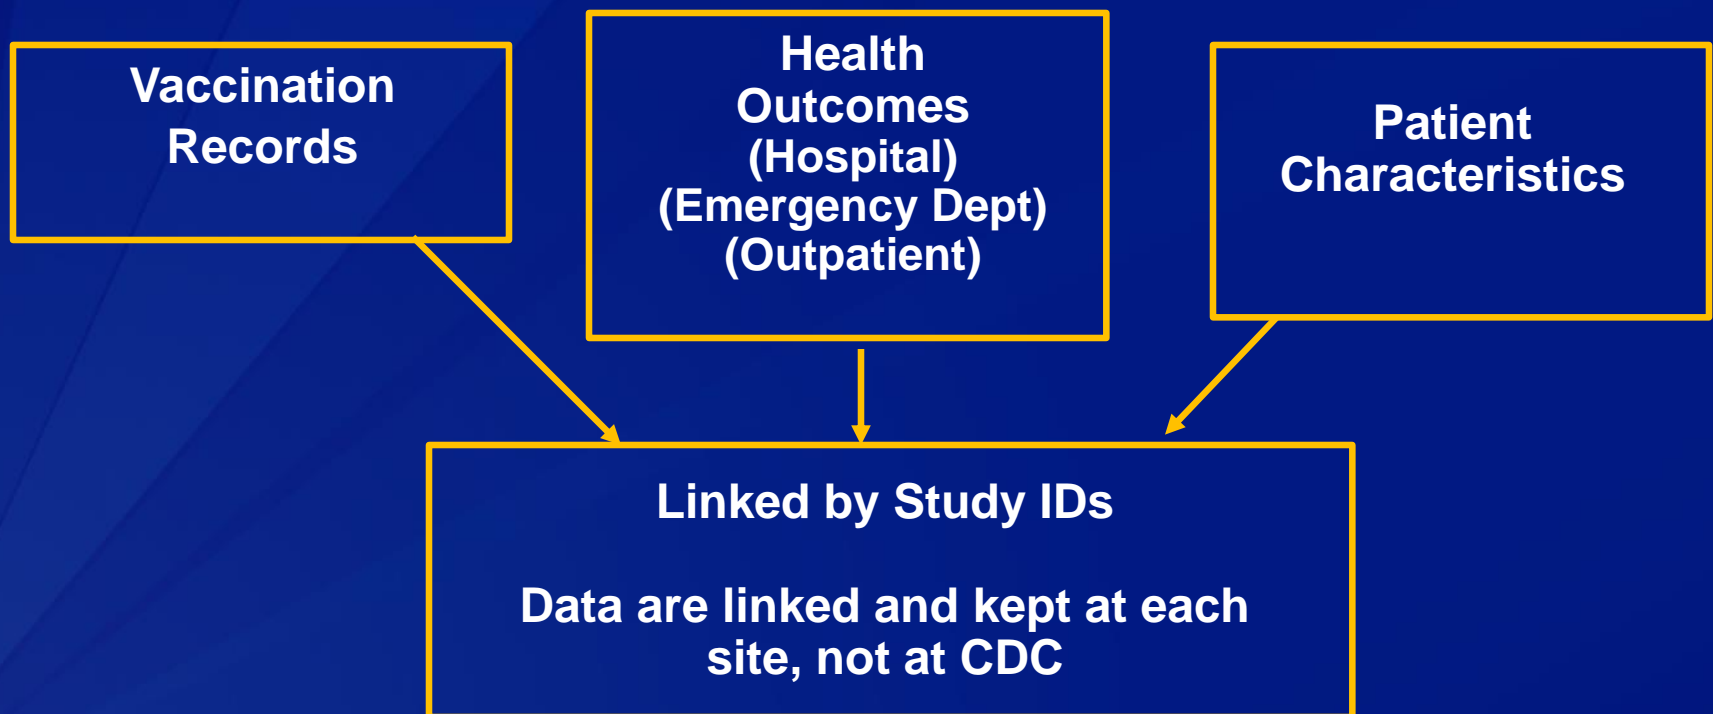 Vaccination
Records
Health
Outcomes
(Hospital)
(Emergency Dept)
(Outpatient)
Patient
Characteristics
Linked by Study IDs
Data are linked and kept at each
site, not at CDC